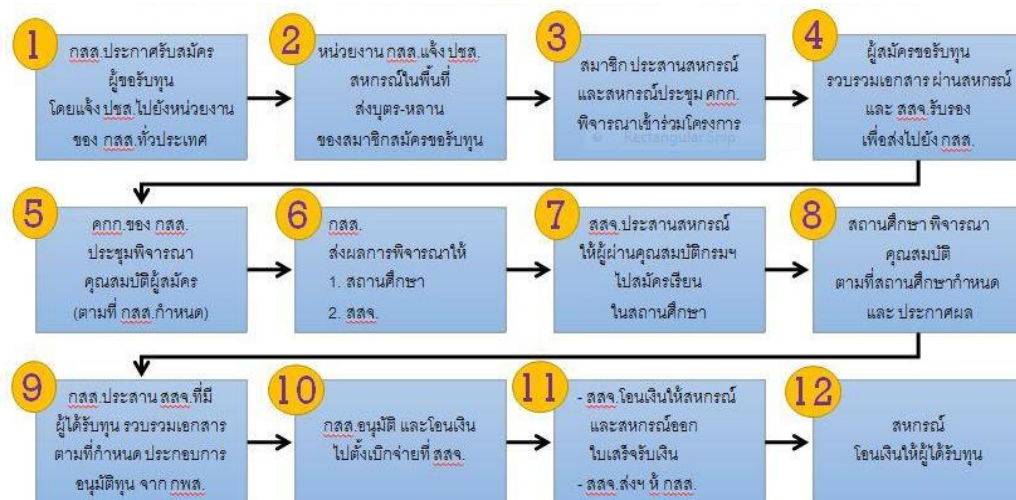 1
กสส.ประกาศรับสมัคร
ผู้ขอรับทุน
โดยแจ้ง ปชส.ไปยังหน่วยงาน
ของ กสส.ทั่วประเทศ
2
หน่วยงาน กสส.แจ้ง ปชส.
สหกรณ์ในพื้นที่
ส่งบุตร-หลาน
ของสมาชิกสมัครขอรับทุน
3
สมาชิก ประสานสหกรณ์
และสหกรณ์ประชุม คกก.
พิจารณาเข้าร่วมโครงการ
Rectangular Snip
4
ผู้สมัครขอรับทุน
รวบรวมเอกสาร ผ่านสหกรณ์
และ สสจ.รับรอง
เพื่อส่งไปยัง กสส.
5
คกก.ของ กสส.
ประชุมพิจารณา
คุณสมบัติผู้สมัคร
(ตามที่ กสส.กำหนด)
6
กสส.
ส่งผลการพิจารณาให้
1. สถานศึกษา
2. สสจ.
7
สสจ.ประสานสหกรณ์
ให้ผู้ผ่านคุณสมบัติกรมฯ
ไปสมัครเรียน
ในสถานศึกษา
8
สถานศึกษา พิจารณา
คุณสมบัติ
ตามที่สถานศึกษากำหนด
และ ประกาศผล
9
กสส.ประสาน สสจ.ที่มี
ผู้ได้รับทุน รวบรวมเอกสาร
ตามที่กำหนด ประกอบการ
อนุมัติทุน จาก กพส.
10
กสส.อนุมัติ และโอนเงิน
ไปตั้งเบิกจ่ายที่ สสจ.
11
- สสจ.โอนเงินให้สหกรณ์
และสหกรณ์ออก
ใบเสร็จรับเงิน
- สสจ.ส่งฯ ห้ กสส.
12
สหกรณ์
โอนเงินให้ผู้ได้รับทุน